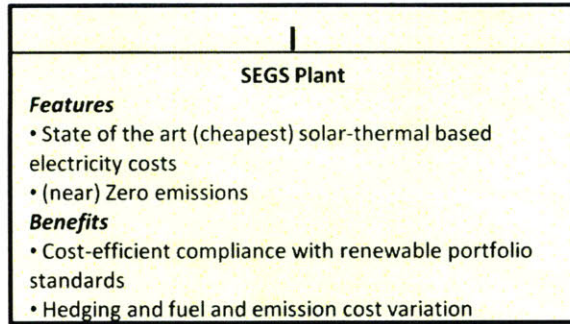 SEGS Plant
Features
• State of the art (cheapest) solar-thermal based
electricity costs
• (near) Zero emissions
Benefits
• Cost-efficient compliance with renewable portfolio
standards
• Hedging and fuel and emission cost variation